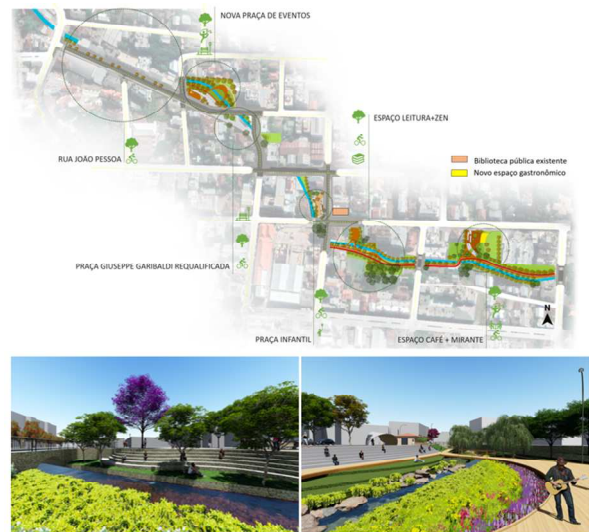 NOVA PRAÇA DE EVENTOS
ESPAÇO LEITURA+ZEN
RUA JOÃO PESSOA
Biblioteca pública existente
Novo espaço gastronômico
PRAÇA GIUSEPPE GARIBALDI REQUALIFICADA
PRAÇA INFANTIL
ESPAÇO CAFÉ + MIRANTE
N